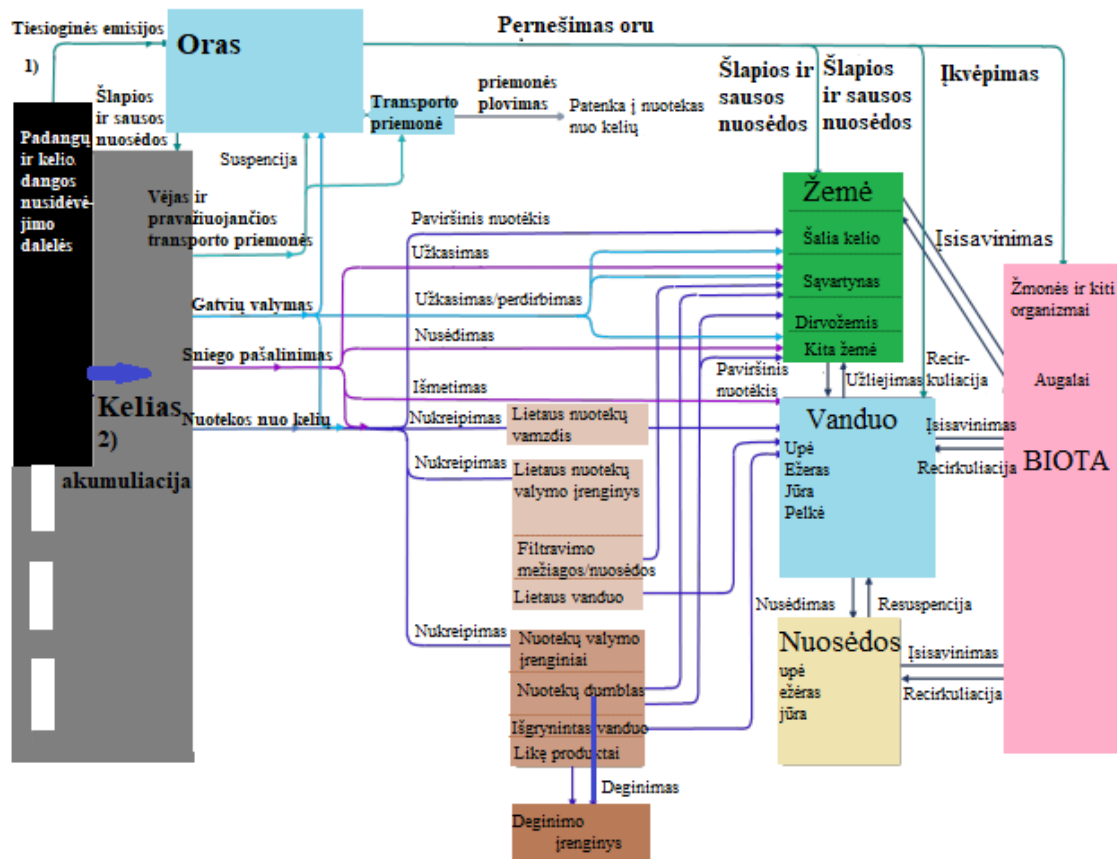 Tiesioginės emisijos
1)
Oras
Pernešimas oru
Šlapios ir
sausos
nuosėdos
Šlapios
ir sausos
nuosėdos
Įkvėpimas
Šlapios
ir sausos
nuosėdos
Transporto
priemonė
priemonės
plovimas
Patenka į nuotekas
nuo kelių
Padangų
ir kelio
dangos
nusidėvė-
jimo
dalelės
Suspencija
Vėjas ir
pravažiuojančios
transporto priemonės
Gatvių valymas
Sniego pašalinimas
Nuotekos nuo kelių
Kelias
2)
akumuliacija
Paviršinis nuotėkis
Užkasimas
Užkasimas/perdirbimas
Nusėdimas
Išmetimas
Nukreipimas
Nukreipimas
Nukreipimas
Žemė
Šalia kelio
Sąvartynas
Dirvožemis
Kita žemė
Įsisavinimas
Recir-
kuliacija
Paviršinis
nuotėkis
Užliejimas
Žmonės ir kiti
organizmai
Augalai
BIOTA
Lietaus nuotekų
vamzdis
Lietaus nuotekų
valymo įrenginys
Filtravimo
mežiagos/nuosėdos
Lietaus vanduo
Vanduo
Upė
Ežeras
Jūra
Pelkė
Įsisavinimas
Recirkuliacija
Nusėdimas
Resuspencija
Nuotekų valymo
įrenginiai
Nuotekų dumblas
Išgrynintas vanduo
Likę produktai
Nuosėdos
upė
ežėras
jūra
Įsisavinimas
Recirkuliacija
Deginimas
Deginimo
įrenginys